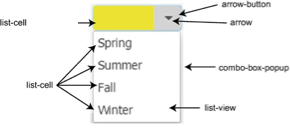 arrow-button
list-cell
arrow
Spring
Summer
combo-box-popup
list-cell
Fall
Winter
list-view